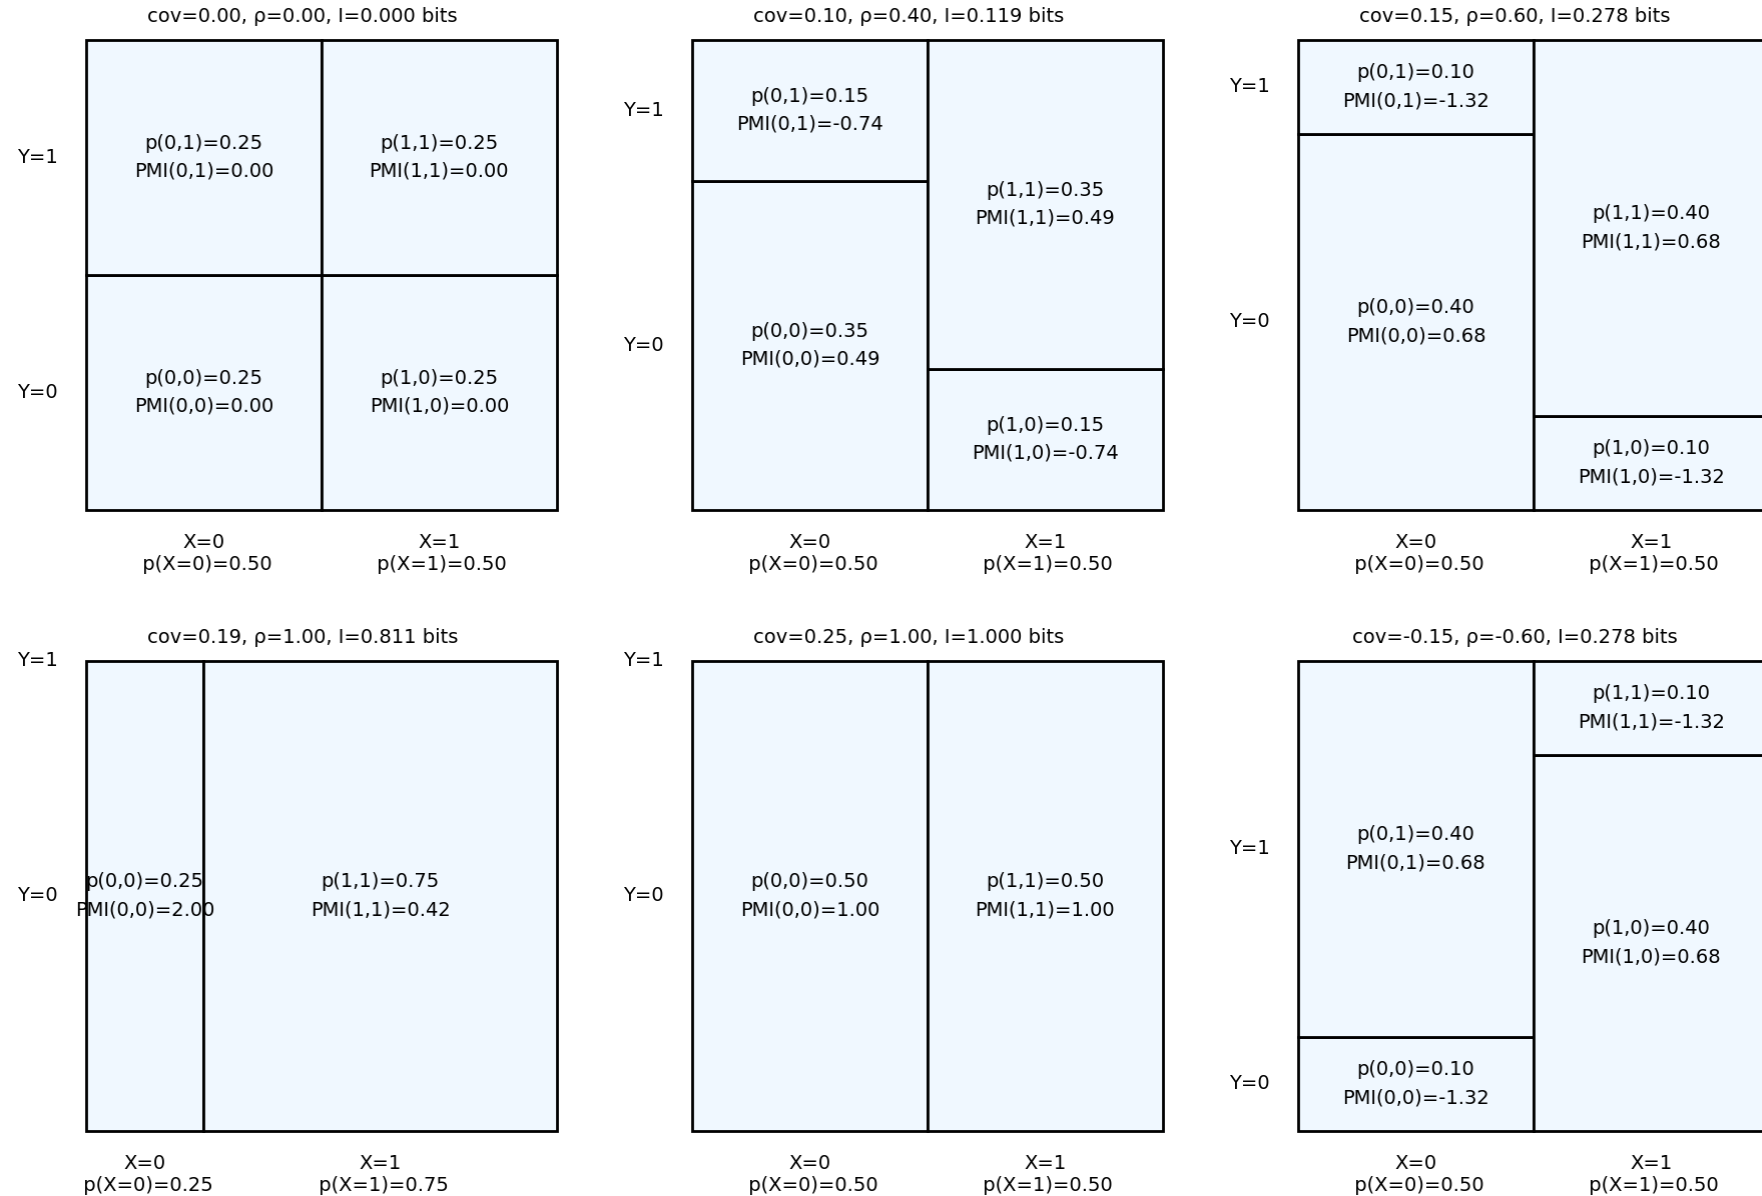 cov=0.00, ρ=0.00, I=0.000 bits
Y=1
p(0,1)=0.25
PMI(0,1)=0.00
p(1,1)=0.25
PMI(1,1)=0.00
Y=0
p(0,0)=0.25
PMI(0,0)=0.00
p(1,0)=0.25
PMI(1,0)=0.00
X=0
p(X=0)=0.50
X=1
p(X=1)=0.50
cov=0.10, ρ=0.40, I=0.119 bits
Y=1
p(0,1)=0.15
PMI(0,1)=-0.74
p(1,1)=0.35
PMI(1,1)=0.49
Y=0
p(0,0)=0.35
PMI(0,0)=0.49
p(1,0)=0.15
PMI(1,0)=-0.74
X=0
p(X=0)=0.50
X=1
p(X=1)=0.50
cov=0.15, ρ=0.60, I=0.278 bits
Y=1
p(0,1)=0.10
PMI(0,1)=-1.32
p(1,1)=0.40
PMI(1,1)=0.68
Y=0
p(0,0)=0.40
PMI(0,0)=0.68
p(1,0)=0.10
PMI(1,0)=-1.32
X=0
p(X=0)=0.50
X=1
p(X=1)=0.50
cov=0.19, ρ=1.00, I=0.811 bits
Y=1
Y=0
p(0,0)=0.25
PMI(0,0)=2.00
p(1,1)=0.75
PMI(1,1)=0.42
X=0
p(X=0)=0.25
X=1
p(X=1)=0.75
cov=0.25, ρ=1.00, I=1.000 bits
Y=1
Y=0
p(0,0)=0.50
PMI(0,0)=1.00
p(1,1)=0.50
PMI(1,1)=1.00
X=0
p(X=0)=0.50
X=1
p(X=1)=0.50
cov=-0.15, ρ=-0.60, I=0.278 bits
p(1,1)=0.10
PMI(1,1)=-1.32
Y=1
p(0,1)=0.40
PMI(0,1)=0.68
p(1,0)=0.40
PMI(1,0)=0.68
Y=0
p(0,0)=0.10
PMI(0,0)=-1.32
X=0
p(X=0)=0.50
X=1
p(X=1)=0.50